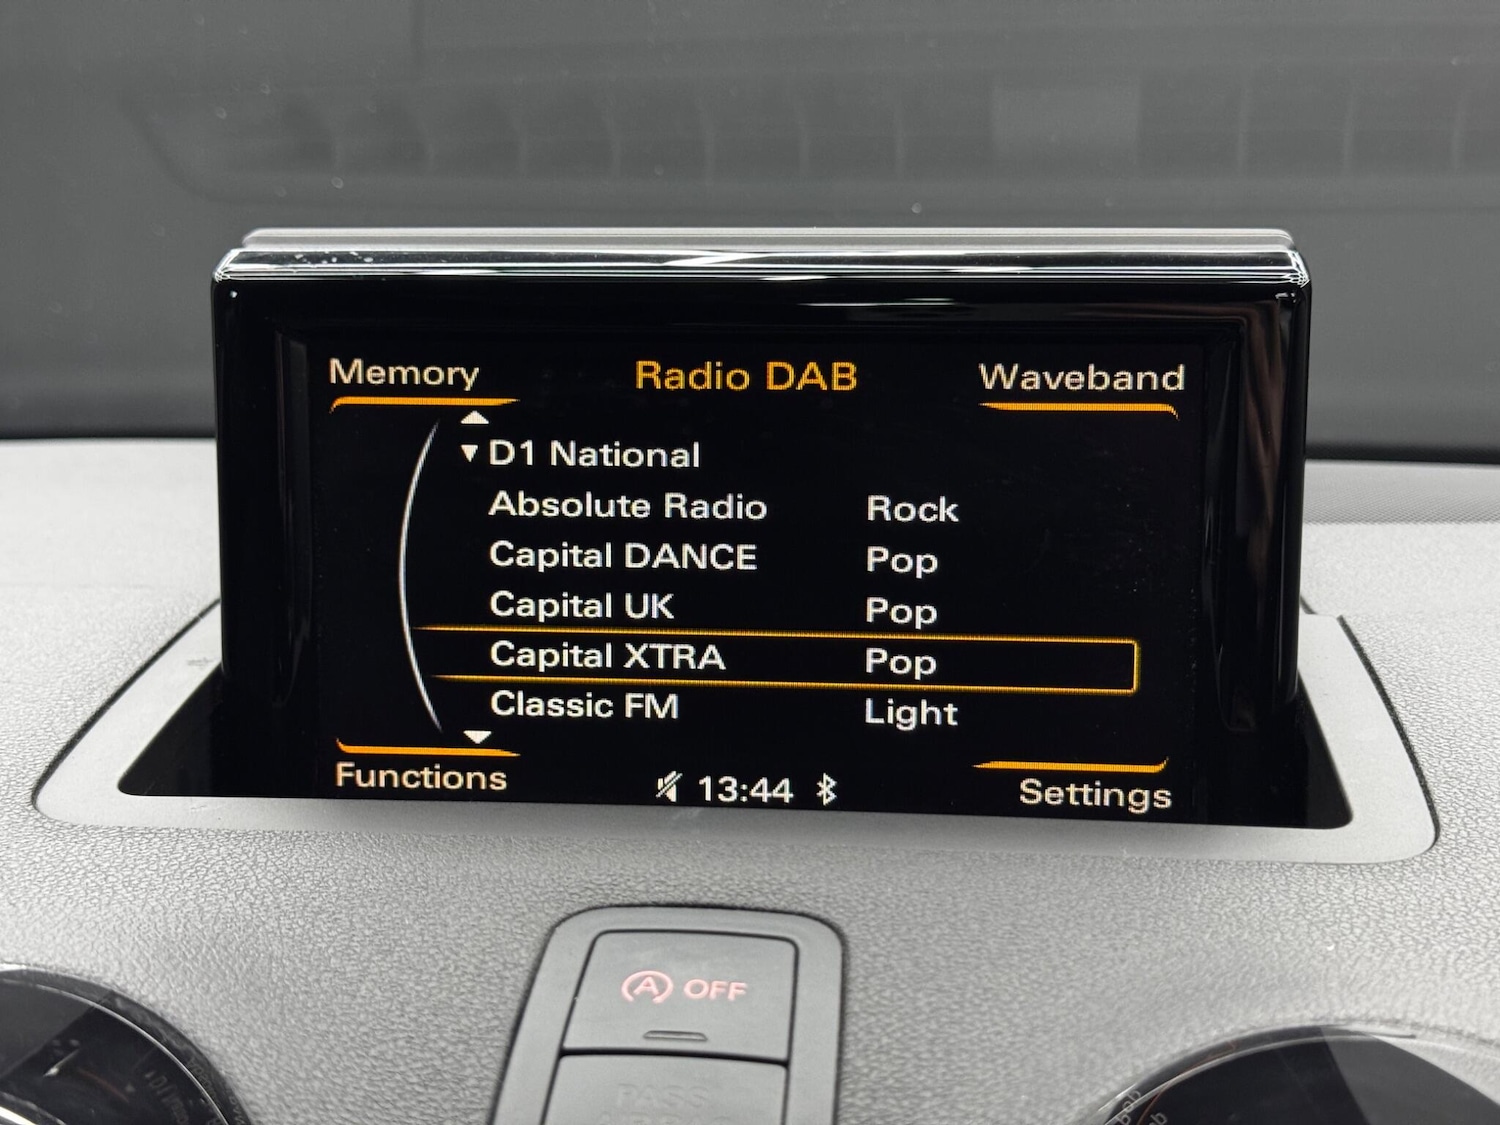 Memory Radio DAB Waveband
D1 National
Absolute Radio Rock
Capital DANCE Pop
Capital UK Pop
Capital XTRA Pop
Classic FM Light
Functions 13:44 Settings
A OFF
PASS